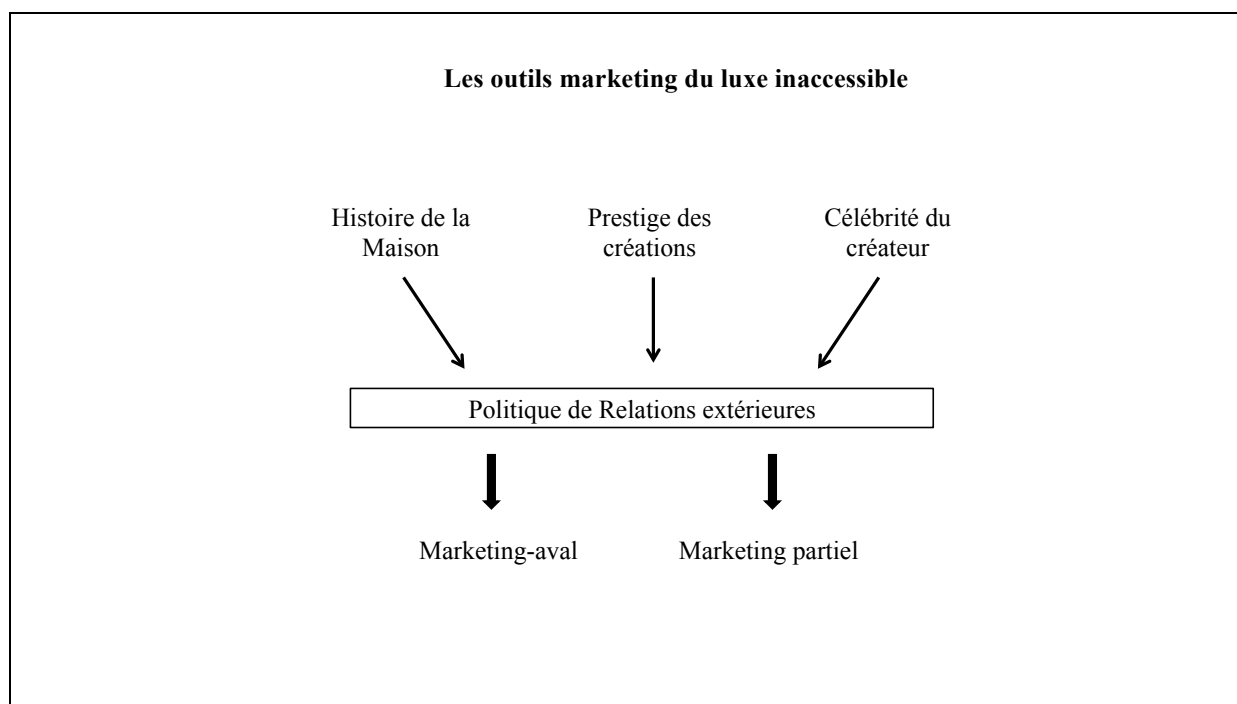 Les outils marketing du luxe inaccessible
Histoire de la
Maison
Prestige des
créations
Célébrité du
créateur
Politique de Relations extérieures
Marketing-aval
Marketing partiel